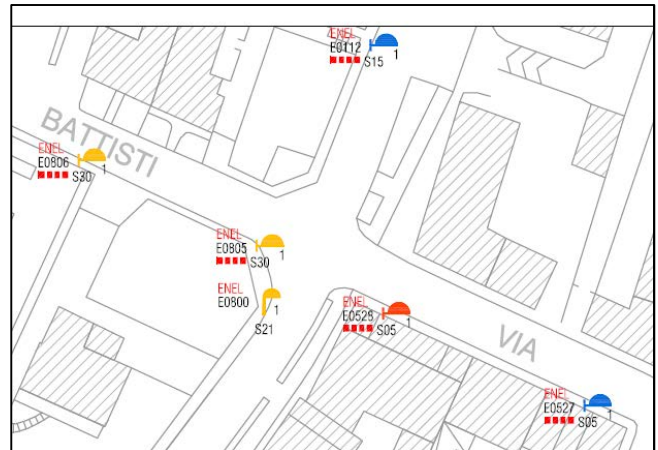 ENEL
E0112
S15
1
BATTISTI
ENEL
E0806
S30
1
ENEL
E0805
S30
1
ENEL
E0800
1
S21
ENEL
E0528
S05
1
VIA
ENEL
E0527
S05
1